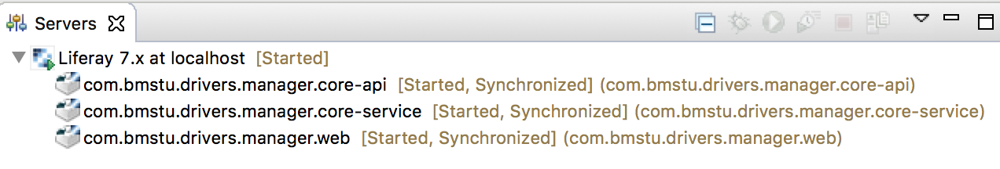 Servers
Liferay 7.x at localhost [Started]
com.bmstu.drivers.manager.core-api [Started, Synchronized] (com.bmstu.drivers.manager.core-api)
com.bmstu.drivers.manager.core-service [Started, Synchronized] (com.bmstu.drivers.manager.core-service)
com.bmstu.drivers.manager.web [Started, Synchronized] (com.bmstu.drivers.manager.web)